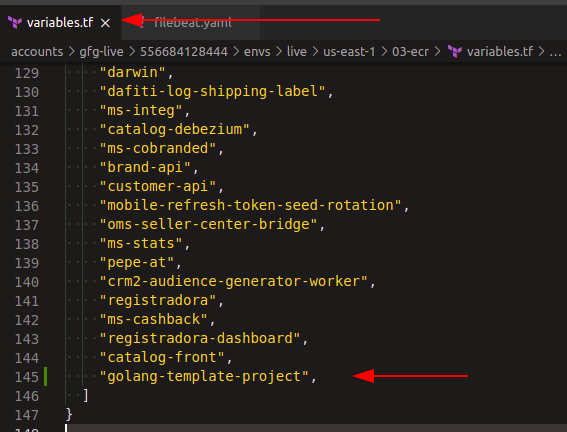 variables.tf × ! filebeat.yaml
accounts > gfg-live > 556684128444 > envs > live > us-east-1 > 03-ecr > variables.tf > ...
129 "darwin",
130 "dafiti-log-shipping-label",
131 "ms-integ",
132 "catalog-debezium",
133 "ms-cobranded",
134 "brand-api",
135 "customer-api",
136 "mobile-refresh-token-seed-rotation",
137 "oms-seller-center-bridge",
138 "ms-stats",
139 "pepe-at",
140 "crm2-audience-generator-worker",
141 "registradora",
142 "ms-cashback",
143 "registradora-dashboard",
144 "catalog-front",
145 "golang-template-project",
146 ]
147 }
148